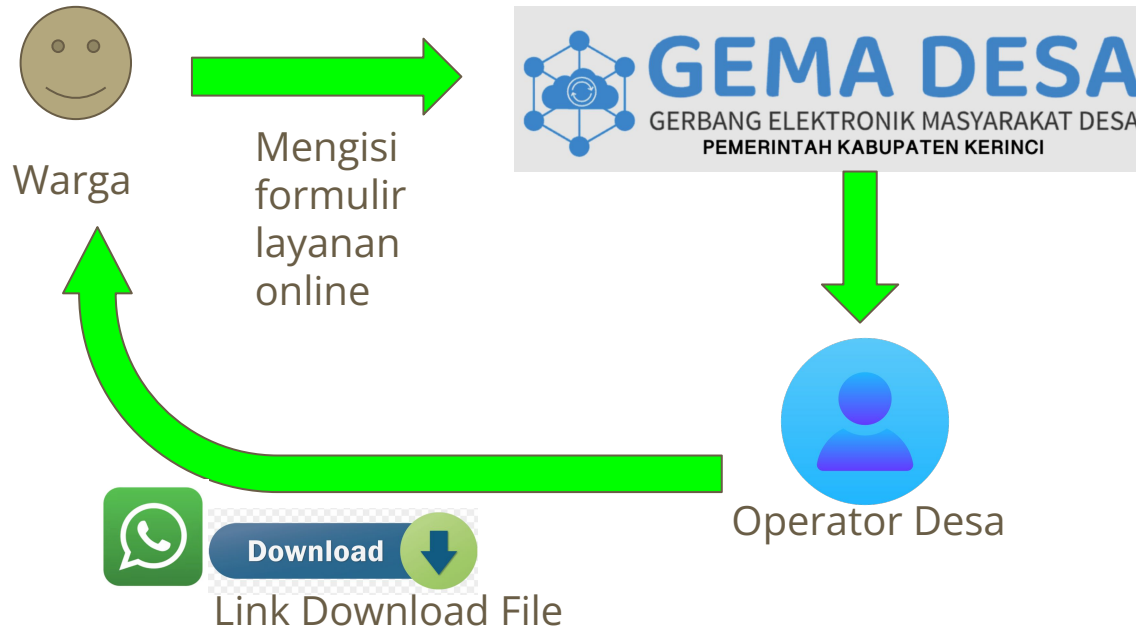 GEMA DESA
GERBANG ELEKTRONIK MASYARAKAT DESA
PEMERINTAH KABUPATEN KERINCI
Warga
Mengisi
formulir
layanan
online
Operator Desa
Download
Link Download File